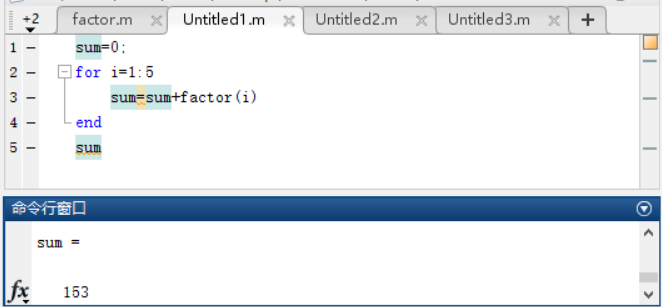 +2 factor.m Untitled1.m Untitled2.m Untitled3.m +
1 — sum=0;
2 — for i=1:5
3 — sum=sum+factor(i)
4 — end
5 — sum
命令行窗口
sum =
fx 153